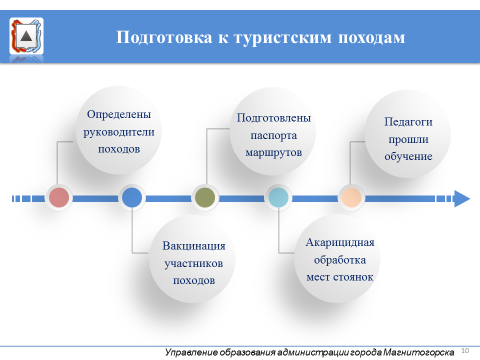 Подготовка к туристским походам
Определены
руководители
походов
Вакцинация
участников
походов
Подготовлены
паспорта
маршрутов
Акарицидная
обработка
мест стоянок
Педагоги
прошли
обучение
Управление образования администрации города Магнитогорска
10